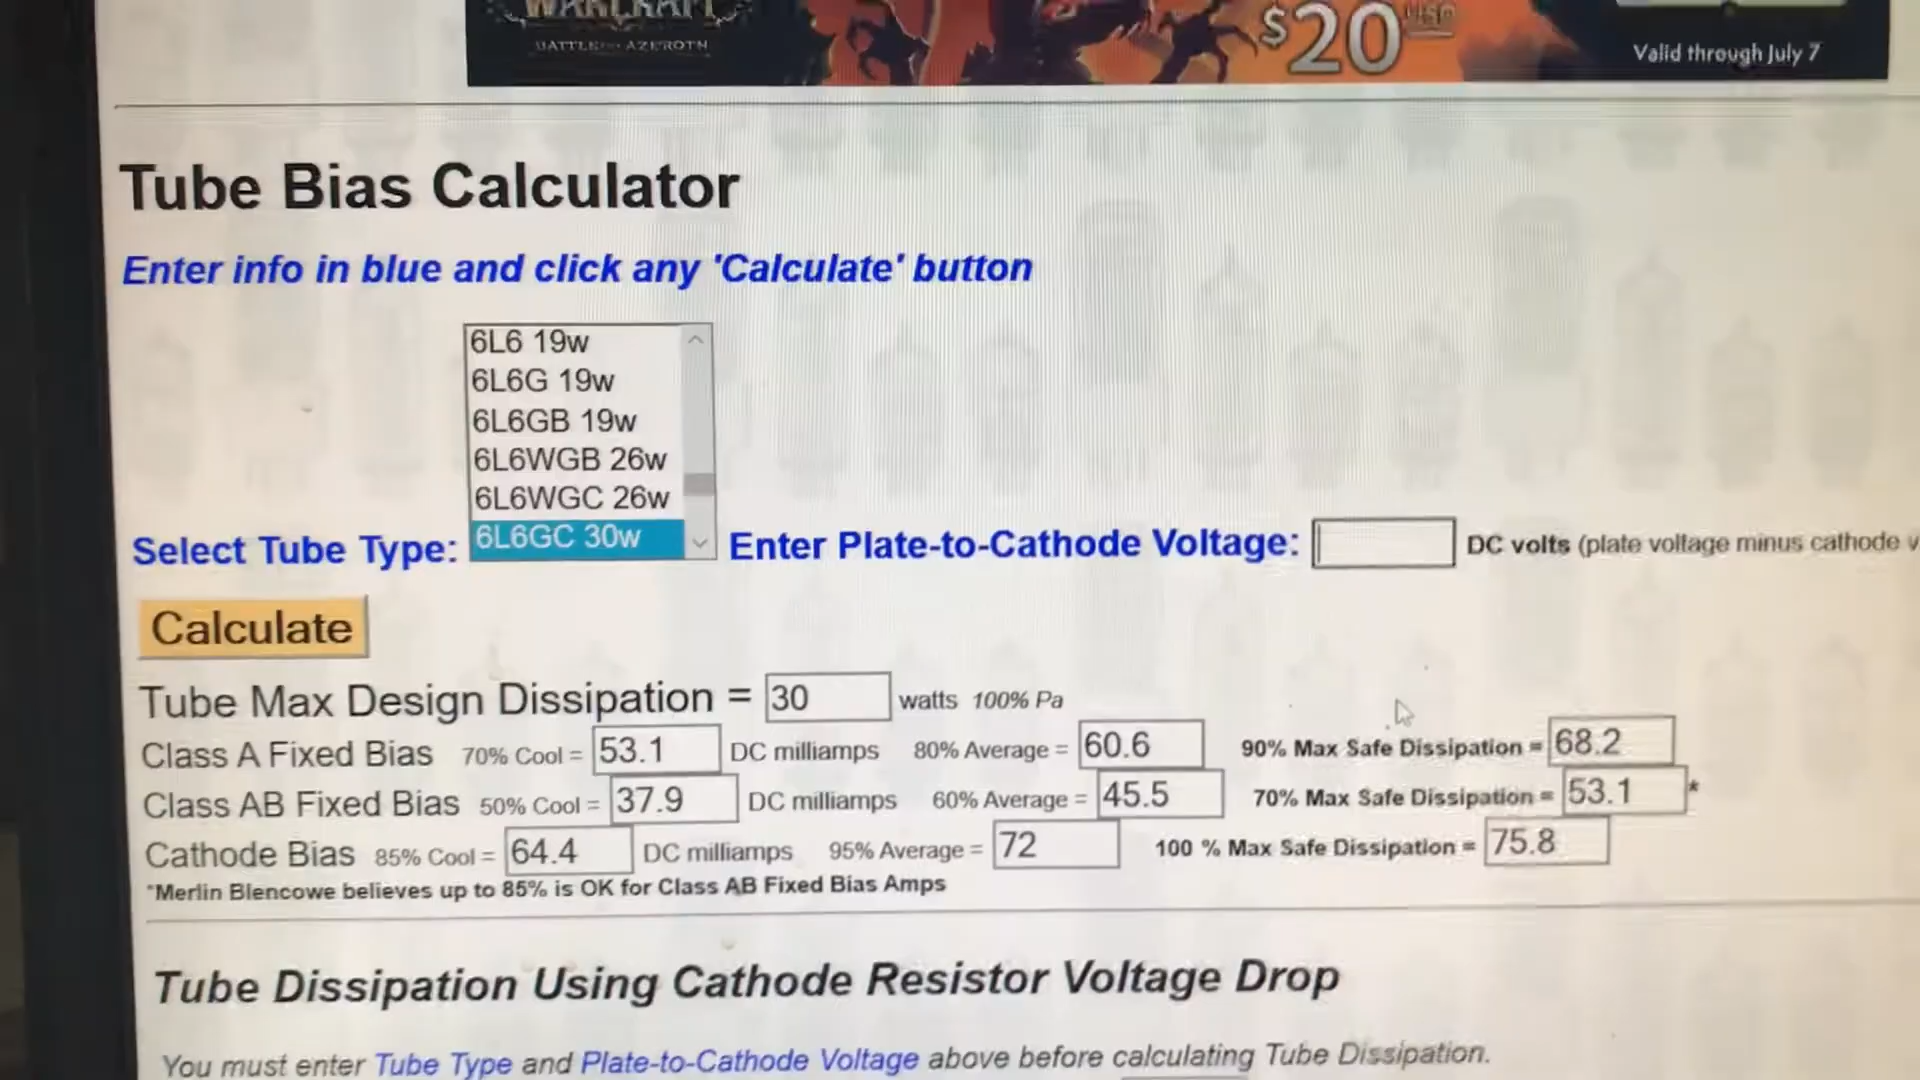 WARCRAFT
BATTLE FOR AZEROTH
$20 USD
Valid through July 7
Tube Bias Calculator
Enter info in blue and click any 'Calculate' button
6L6 19w
6L6G 19w
6L6GB 19w
6L6WGB 26w
6L6WGC 26w
Select Tube Type: 6L6GC 30w Enter Plate-to-Cathode Voltage: DC volts (plate voltage minus cathode v
Calculate
Tube Max Design Dissipation = 30 watts 100% Pa
Class A Fixed Bias 70% Cool = 53.1 DC milliamps 80% Average = 60.6 90% Max Safe Dissipation = 68.2
Class AB Fixed Bias 50% Cool = 37.9 DC milliamps 60% Average = 45.5 70% Max Safe Dissipation = 53.1 *
Cathode Bias 85% Cool = 64.4 DC milliamps 95% Average = 72 100 % Max Safe Dissipation = 75.8
*Merlin Blencowe believes up to 85% is OK for Class AB Fixed Bias Amps
Tube Dissipation Using Cathode Resistor Voltage Drop
You must enter Tube Type and Plate-to-Cathode Voltage above before calculating Tube Dissipation.